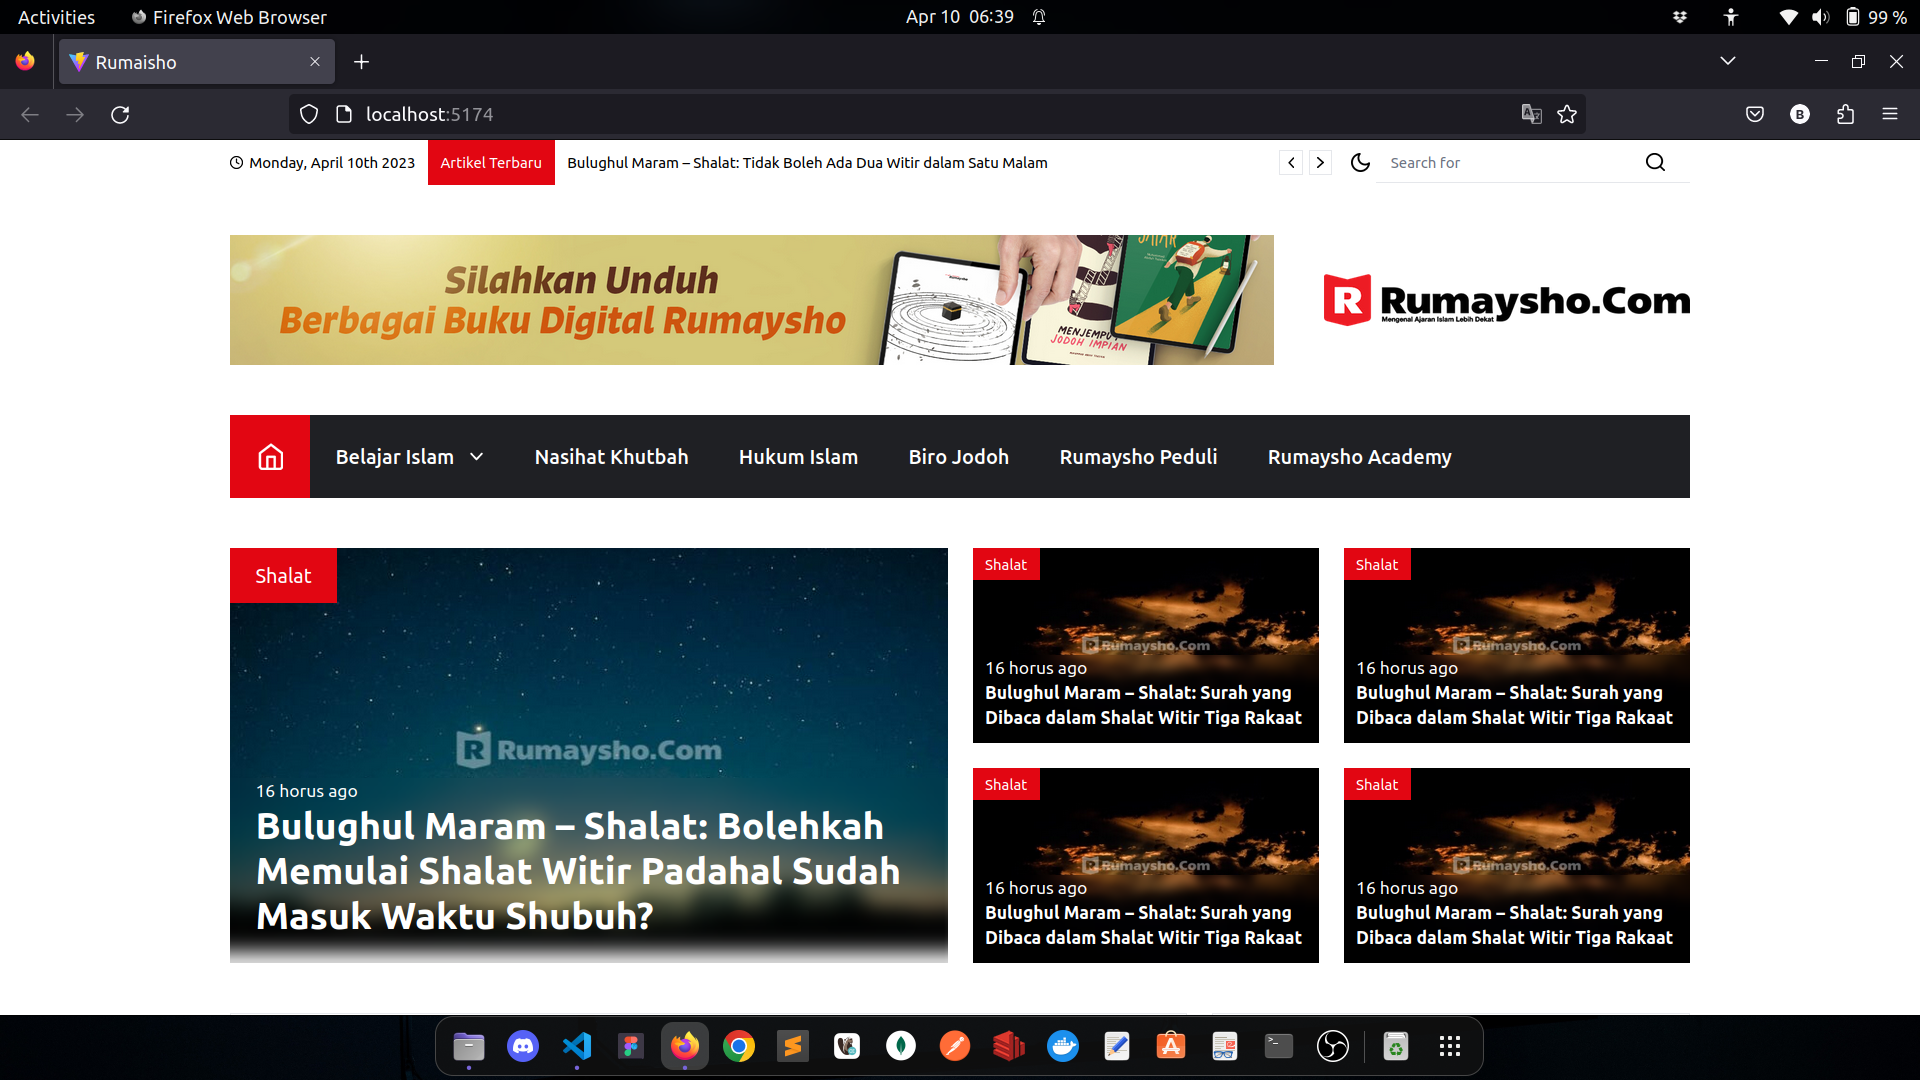 Activities
Firefox Web Browser
Apr 10 06:39
99 %
Rumaisho
localhost:5174
B
Monday, April 10th 2023
Artikel Terbaru
Bulughul Maram – Shalat: Tidak Boleh Ada Dua Witir dalam Satu Malam
Search for
Silahkan Unduh
Berbagai Buku Digital Rumaysho
MENJEMPUT
JODOH IMPIAN
R Rumaysho.Com
Mengenal Ajaran Islam Lebih Dekat
Belajar Islam
Nasihat Khutbah
Hukum Islam
Biro Jodoh
Rumaysho Peduli
Rumaysho Academy
Shalat
R Rumaysho.Com
16 horus ago
Bulughul Maram – Shalat: Bolehkah
Memulai Shalat Witir Padahal Sudah
Masuk Waktu Shubuh?
Shalat
R Rumaysho.Com
16 horus ago
Bulughul Maram – Shalat: Surah yang
Dibaca dalam Shalat Witir Tiga Rakaat
Shalat
R Rumaysho.Com
16 horus ago
Bulughul Maram – Shalat: Surah yang
Dibaca dalam Shalat Witir Tiga Rakaat
Shalat
R Rumaysho.Com
16 horus ago
Bulughul Maram – Shalat: Surah yang
Dibaca dalam Shalat Witir Tiga Rakaat
Shalat
R Rumaysho.Com
16 horus ago
Bulughul Maram – Shalat: Surah yang
Dibaca dalam Shalat Witir Tiga Rakaat